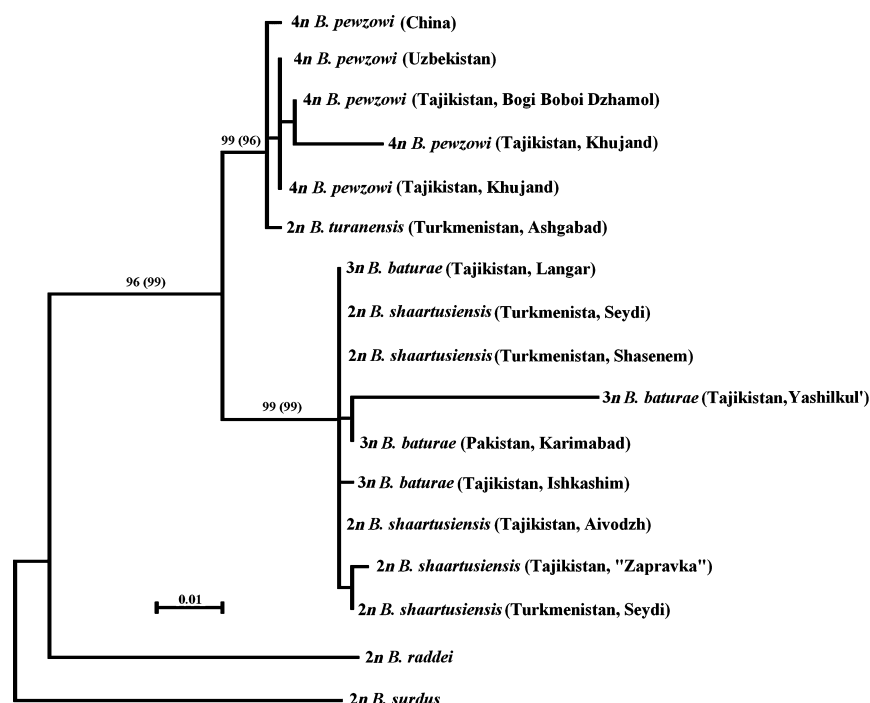 4n B. pewzowi (China)
4n B. pewzowi (Uzbekistan)
4n B. pewzowi (Tajikistan, Bogi Boboi Dzhamol)
99 (96)
4n B. pewzowi (Tajikistan, Khujand)
4n B. pewzowi (Tajikistan, Khujand)
2n B. turanensis (Turkmenistan, Ashgabad)
3n B. baturae (Tajikistan, Langar)
96 (99)
2n B. shaartusiensis (Turkmenista, Seydi)
2n B. shaartusiensis (Turkmenistan, Shasenem)
3n B. baturae (Tajikistan,Yashilkul')
99 (99)
3n B. baturae (Pakistan, Karimabad)
3n B. baturae (Tajikistan, Ishkashim)
2n B. shaartusiensis (Tajikistan, Aivodzh)
2n B. shaartusiensis (Tajikistan, "Zapravka")
0.01
2n B. shaartusiensis (Turkmenistan, Seydi)
2n B. raddei
2n B. surdus